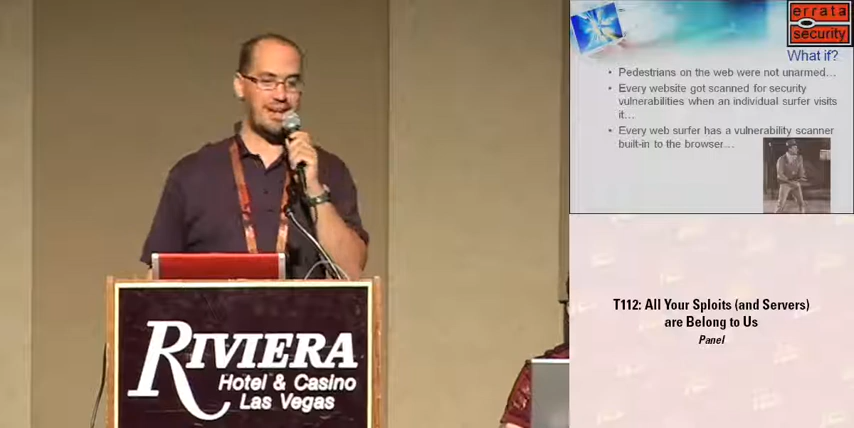 errata
security
What if?
• Pedestrians on the web were not unarmed...
• Every website got scanned for security
vulnerabilities when an individual surfer visits
it...
• Every web surfer has a vulnerability scanner
built-in to the browser...
T112: All Your Sploits (and Servers)
are Belong to Us
Panel
RIVIERA
Hotel & Casino
Las Vegas